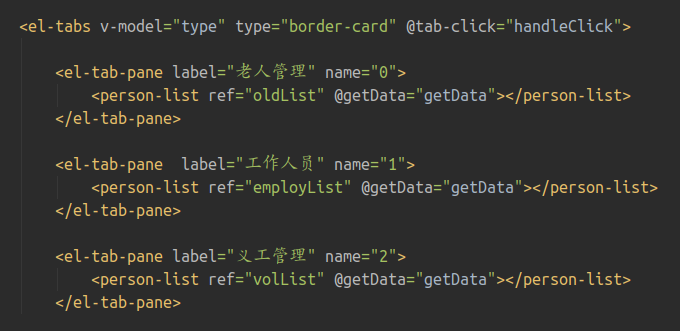 <el-tabs v-model="type" type="border-card" @tab-click="handleClick">
<el-tab-pane label="老人管理" name="0">
<person-list ref="oldList" @getData="getData"></person-list>
</el-tab-pane>
<el-tab-pane  label="工作人员" name="1">
<person-list ref="employList" @getData="getData"></person-list>
</el-tab-pane>
<el-tab-pane label="义工管理" name="2">
<person-list ref="volList" @getData="getData"></person-list>
</el-tab-pane>